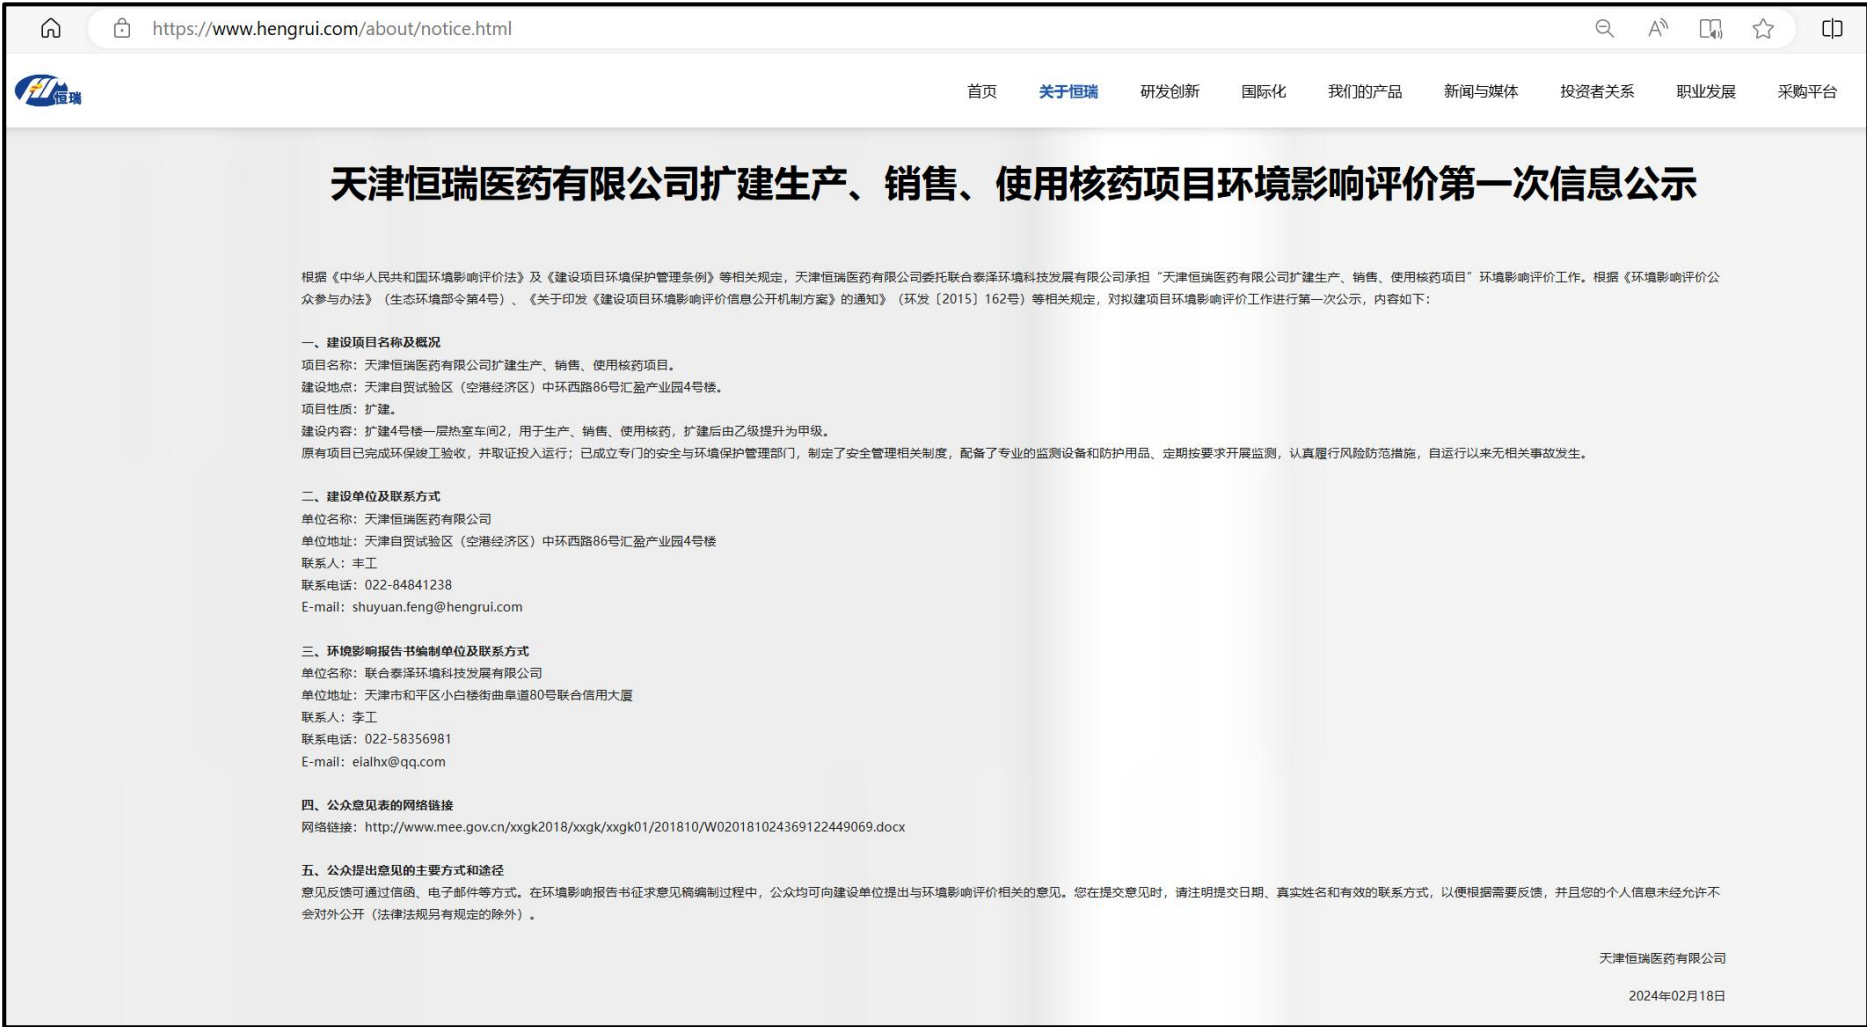 https://www.hengrui.com/about/notice.html
恒瑞
首页 关于恒瑞 研发创新 国际化 我们的产品 新闻与媒体 投资者关系 职业发展 采购平台
天津恒瑞医药有限公司扩建生产、销售、使用核药项目环境影响评价第一次信息公示
根据《中华人民共和国环境影响评价法》及《建设项目环境保护管理条例》等相关规定，天津恒瑞医药有限公司委托联合泰泽环境科技发展有限公司承担“天津恒瑞医药有限公司扩建生产、销售、使用核药项目”环境影响评价工作。根据《环境影响评价公
众参与办法》（生态环境部令第4号）、《关于印发《建设项目环境影响评价信息公开机制方案》的通知》（环发〔2015〕162号）等相关规定，对拟建项目环境影响评价工作进行第一次公示，内容如下：
一、建设项目名称及概况
项目名称：天津恒瑞医药有限公司扩建生产、销售、使用核药项目。
建设地点：天津自贸试验区（空港经济区）中环西路86号汇盈产业园4号楼。
项目性质：扩建。
建设内容：扩建4号楼一层热室车间2，用于生产、销售、使用核药，扩建后由乙级提升为甲级。
原有项目已完成环保竣工验收，并取证投入运行；已成立专门的安全与环境保护管理部门，制定了安全管理相关制度，配备了专业的监测设备和防护用品、定期按要求开展监测，认真履行风险防范措施，自运行以来无相关事故发生。
二、建设单位及联系方式
单位名称：天津恒瑞医药有限公司
单位地址：天津自贸试验区（空港经济区）中环西路86号汇盈产业园4号楼
联系人：丰工
联系电话：022-84841238
E-mail：shuyuan.feng@hengrui.com
三、环境影响报告书编制单位及联系方式
单位名称：联合泰泽环境科技发展有限公司
单位地址：天津市和平区小白楼街曲阜道80号联合信用大厦
联系人：李工
联系电话：022-58356981
E-mail：eialhx@qq.com
四、公众意见表的网络链接
网络链接：http://www.mee.gov.cn/xxgk2018/xxgk/xxgk01/201810/W020181024369122449069.docx
五、公众提出意见的主要方式和途径
意见反馈可通过信函、电子邮件等方式。在环境影响报告书征求意见稿编制过程中，公众均可向建设单位提出与环境影响评价相关的意见。您在提交意见时，请注明提交日期、真实姓名和有效的联系方式，以便根据需要反馈，并且您的个人信息未经允许不
会对外公开（法律法规另有规定的除外）。
天津恒瑞医药有限公司
2024年02月18日